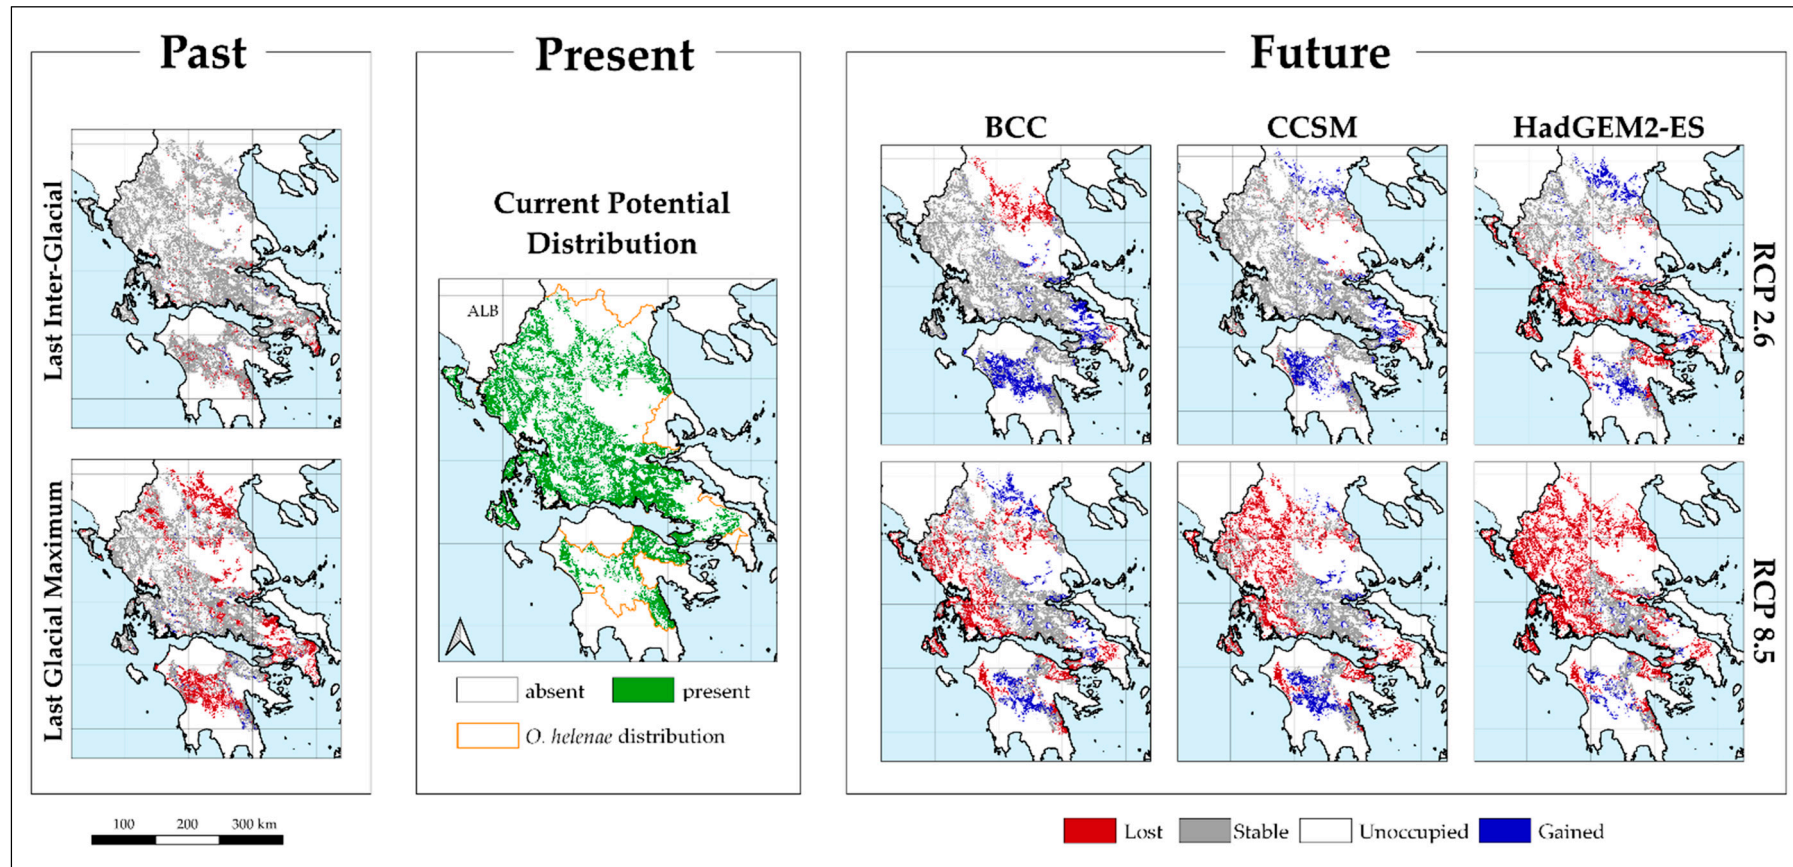 Past
Present
Future
Last Inter-Glacial
Last Glacial Maximum
100 200 300 km
Current Potential
Distribution
ALB
absent
present
O. helenae distribution
BCC
CCSM
HadGEM2-ES
RCP 2.6
RCP 8.5
Lost
Stable
Unoccupied
Gained